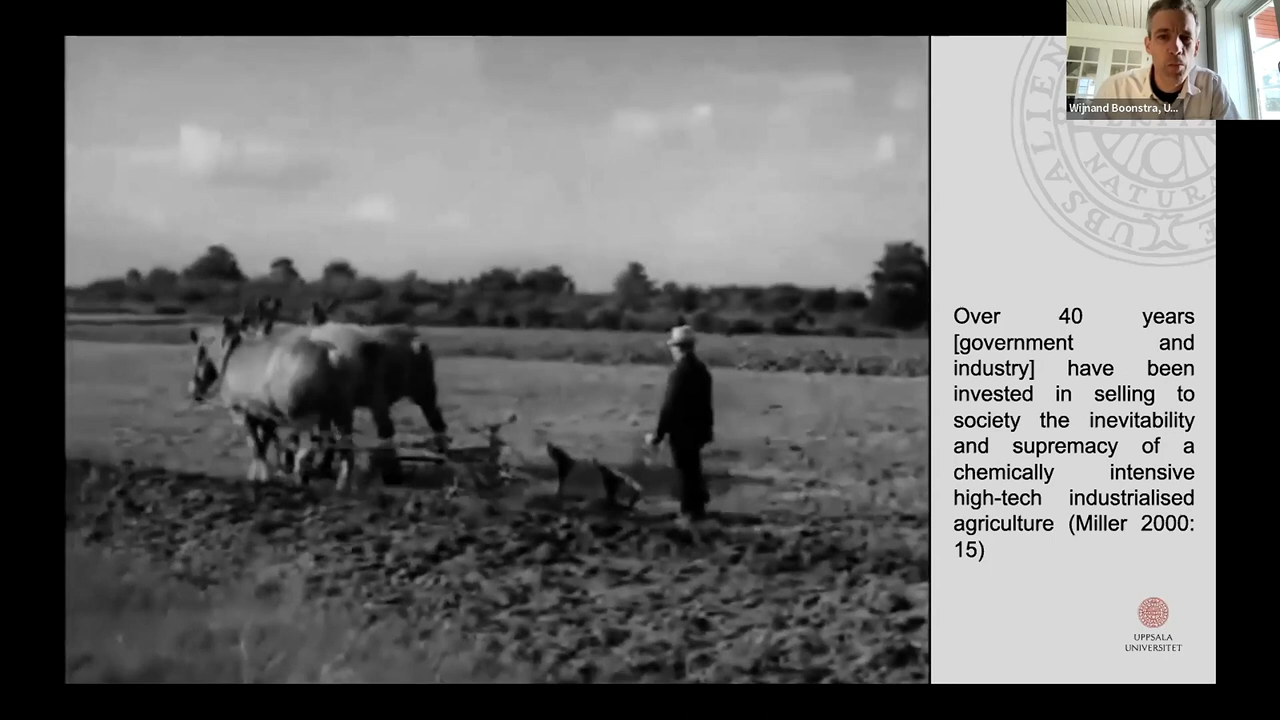 Wijnand Boonstra, U...
NATURA
Over 40 years
[government and
industry] have been
invested in selling to
society the inevitability
and supremacy of a
chemically intensive
high-tech industrialised
agriculture (Miller 2000:
15)
UPPSALA
UNIVERSITET